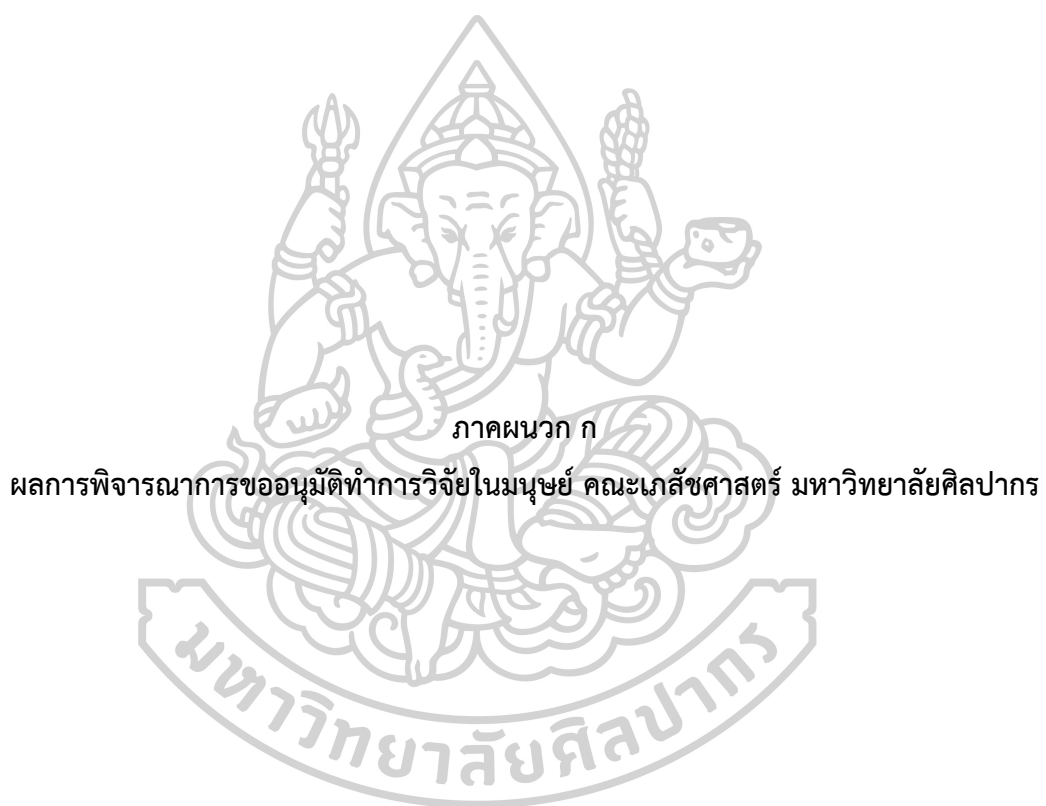 ภาคผนวก ก
ผลการพิจารณาการขออนุมัติทำการวิจัยในมนุษย์ คณะเภสัชศาสตร์ มหาวิทยาลัยศิลปากร
มหาวิทยาลัยศิลปากร